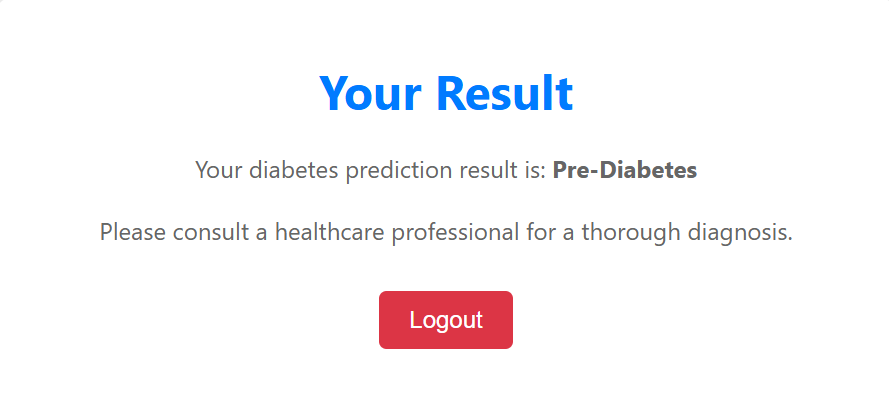 Your Result
Your diabetes prediction result is: Pre-Diabetes
Please consult a healthcare professional for a thorough diagnosis.
Logout